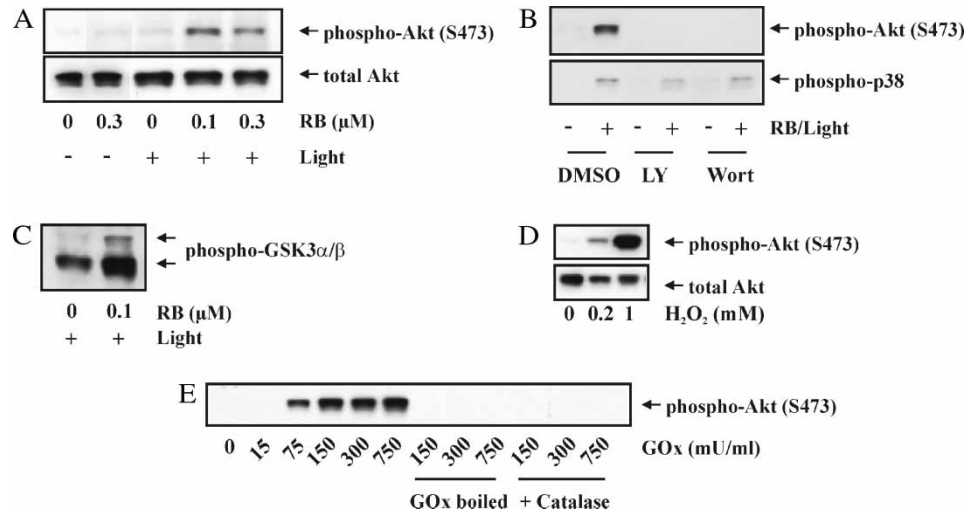 A
phospho-Akt (S473)
total Akt
0 0.3 0 0.1 0.3 RB (µM)
- - + + + Light
B
phospho-Akt (S473)
phospho-p38
- + - + - + RB/Light
DMSO LY Wort
C
phospho-GSK3α/β
0 0.1 RB (µM)
+ + Light
D
phospho-Akt (S473)
total Akt
0 0.2 1 H₂O₂ (mM)
E
phospho-Akt (S473)
0 15 75 150 300 750 150 300 750 150 300 750 GOx (mU/ml)
GOx boiled + Catalase